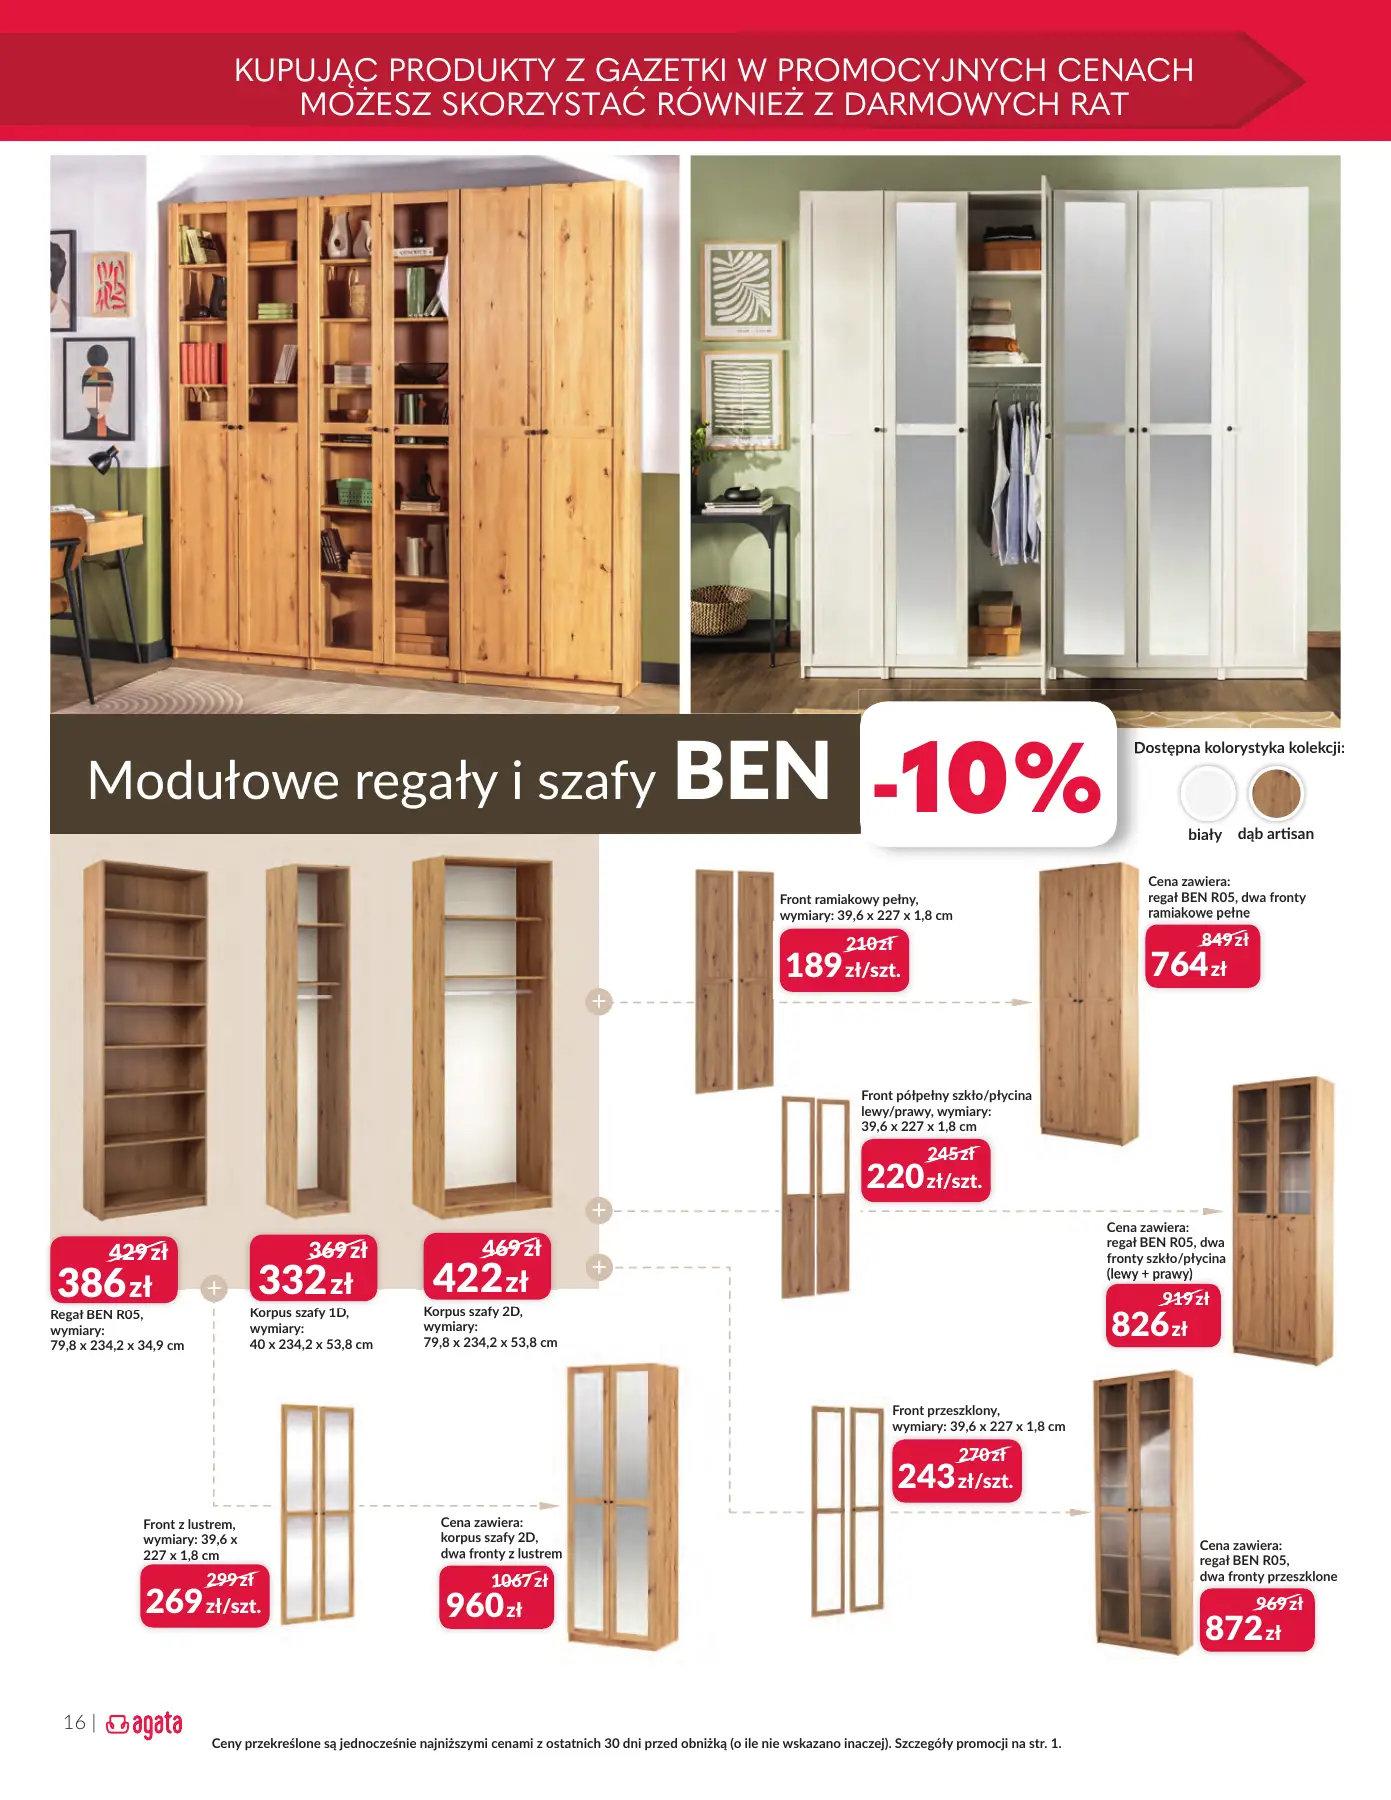 KUPUJĄC PRODUKTY Z GAZETKI W PROMOCYJNYCH CENACH
MOŻESZ SKORZYSTAĆ RÓWNIEŻ Z DARMOWYCH RAT
Modułowe regały i szafy BEN
-10%
Dostępna kolorystyka kolekcji:
biały
dąb artisan
Front ramiakowy pełny,
wymiary: 39,6 x 227 x 1,8 cm
210 zł
189 zł/szt.
Cena zawiera:
regał BEN R05, dwa fronty
ramiakowe pełne
849 zł
764 zł
Front półpełny szkło/płycina
lewy/prawy, wymiary:
39,6 x 227 x 1,8 cm
245 zł
220 zł/szt.
Cena zawiera:
regał BEN R05, dwa
fronty szkło/płycina
(lewy + prawy)
919 zł
826 zł
429 zł
386 zł
Regał BEN R05,
wymiary:
79,8 x 234,2 x 34,9 cm
369 zł
332 zł
Korpus szafy 1D,
wymiary:
40 x 234,2 x 53,8 cm
469 zł
422 zł
Korpus szafy 2D,
wymiary:
79,8 x 234,2 x 53,8 cm
Front przeszklony,
wymiary: 39,6 x 227 x 1,8 cm
270 zł
243 zł/szt.
Front z lustrem,
wymiary: 39,6 x
227 x 1,8 cm
299 zł
269 zł/szt.
Cena zawiera:
korpus szafy 2D,
dwa fronty z lustrem
1067 zł
960 zł
Cena zawiera:
regał BEN R05,
dwa fronty przeszklone
969 zł
872 zł
16 | agata
Ceny przekreślone są jednocześnie najniższymi cenami z ostatnich 30 dni przed obniżką (o ile nie wskazano inaczej). Szczegóły promocji na str. 1.